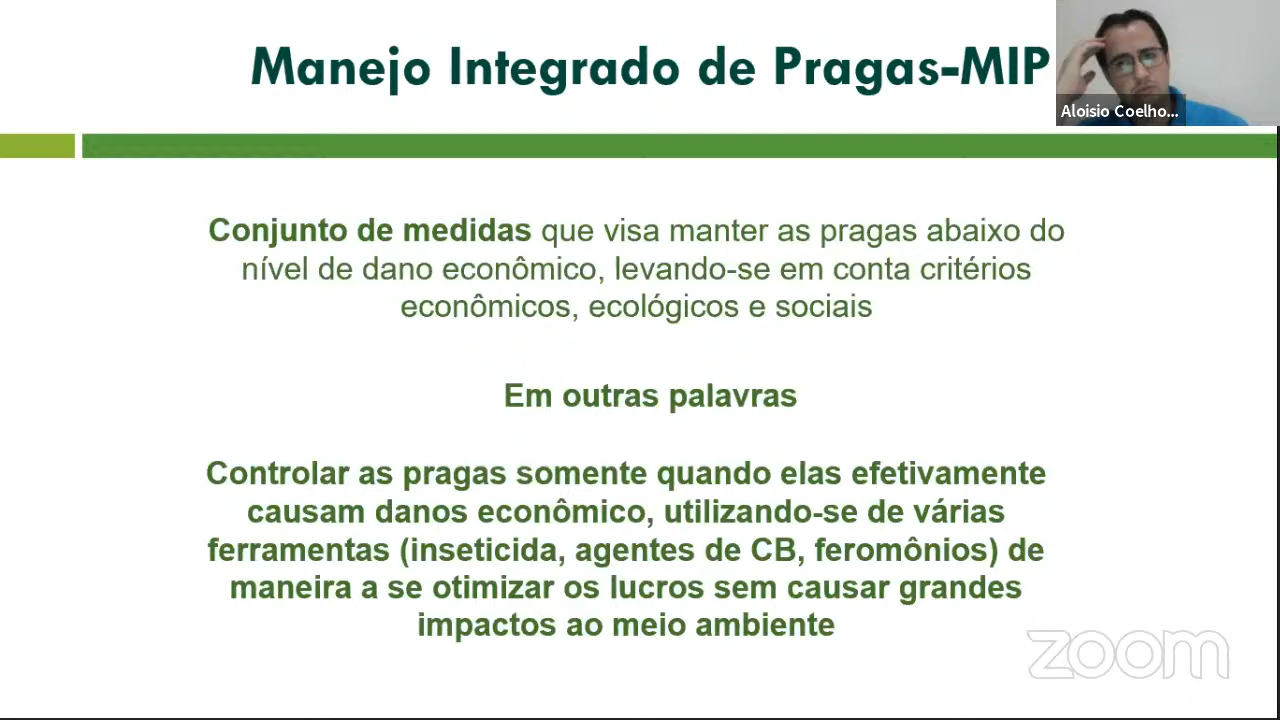 Manejo Integrado de Pragas-MIP
Aloisio Coelho...
Conjunto de medidas que visa manter as pragas abaixo do
nível de dano econômico, levando-se em conta critérios
econômicos, ecológicos e sociais
Em outras palavras
Controlar as pragas somente quando elas efetivamente
causam danos econômico, utilizando-se de várias
ferramentas (inseticida, agentes de CB, feromônios) de
maneira a se otimizar os lucros sem causar grandes
impactos ao meio ambiente
zoom